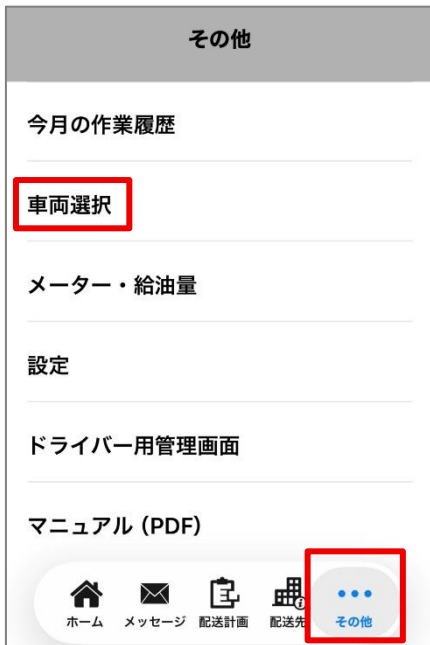 その他
今月の作業履歴
車両選択
メーター・給油量
設定
ドライバー用管理画面
マニュアル（PDF）
ホーム メッセージ 配送計画 配送先 その他